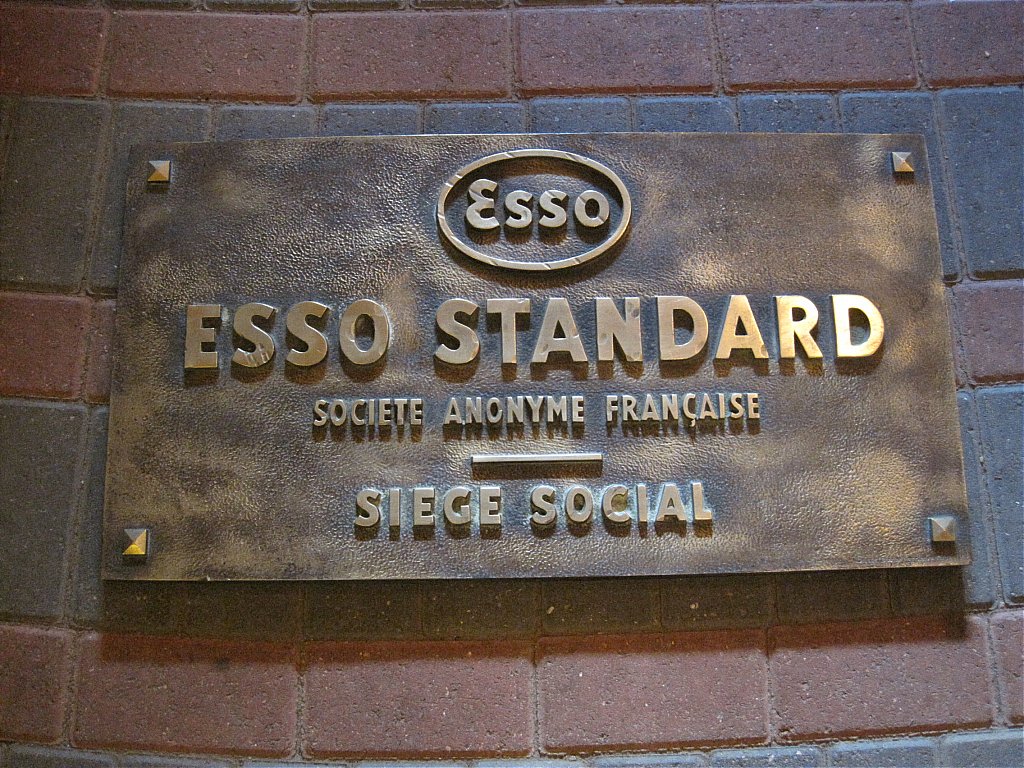 Esso
ESSO STANDARD
SOCIETE ANONYME FRANÇAISE
SIEGE SOCIAL